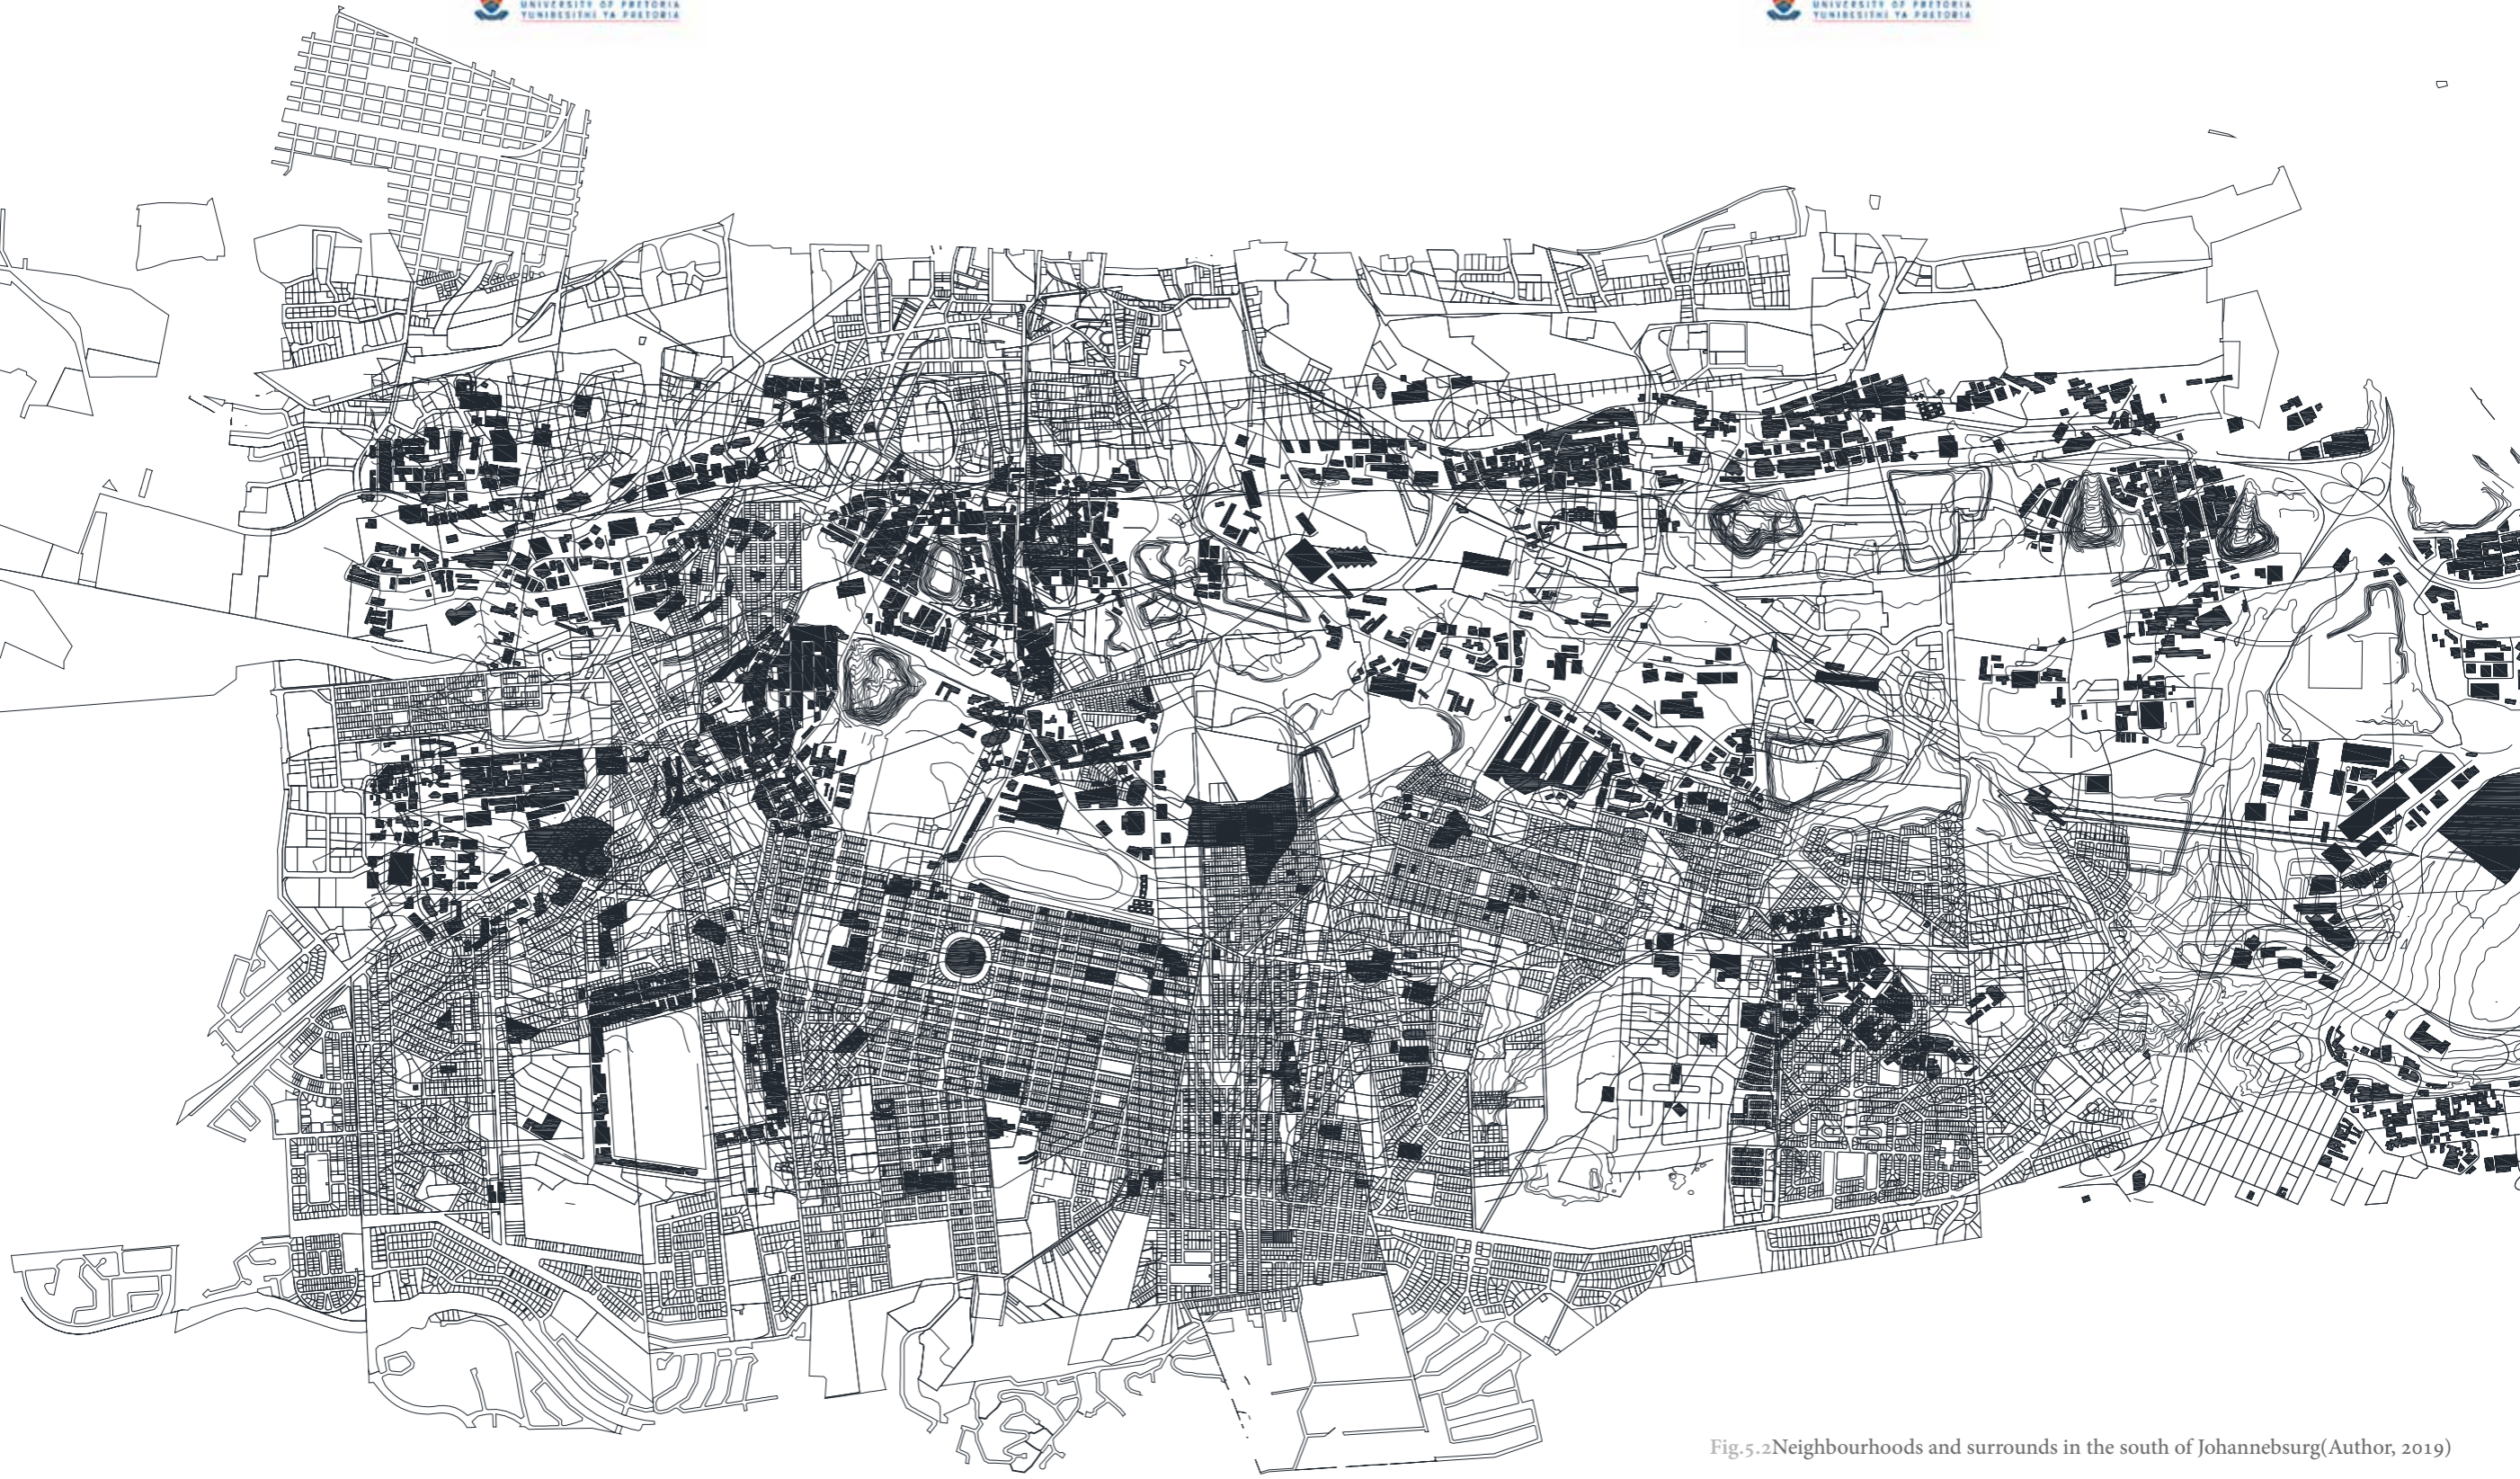 UNIVERSITY OF PRETORIA
YUNIBESITHI YA PRETORIA
UNIVERSITY OF PRETORIA
YUNIBESITHI YA PRETORIA
Fig.5.2Neighbourhoods and surrounds in the south of Johannebsurg(Author, 2019)